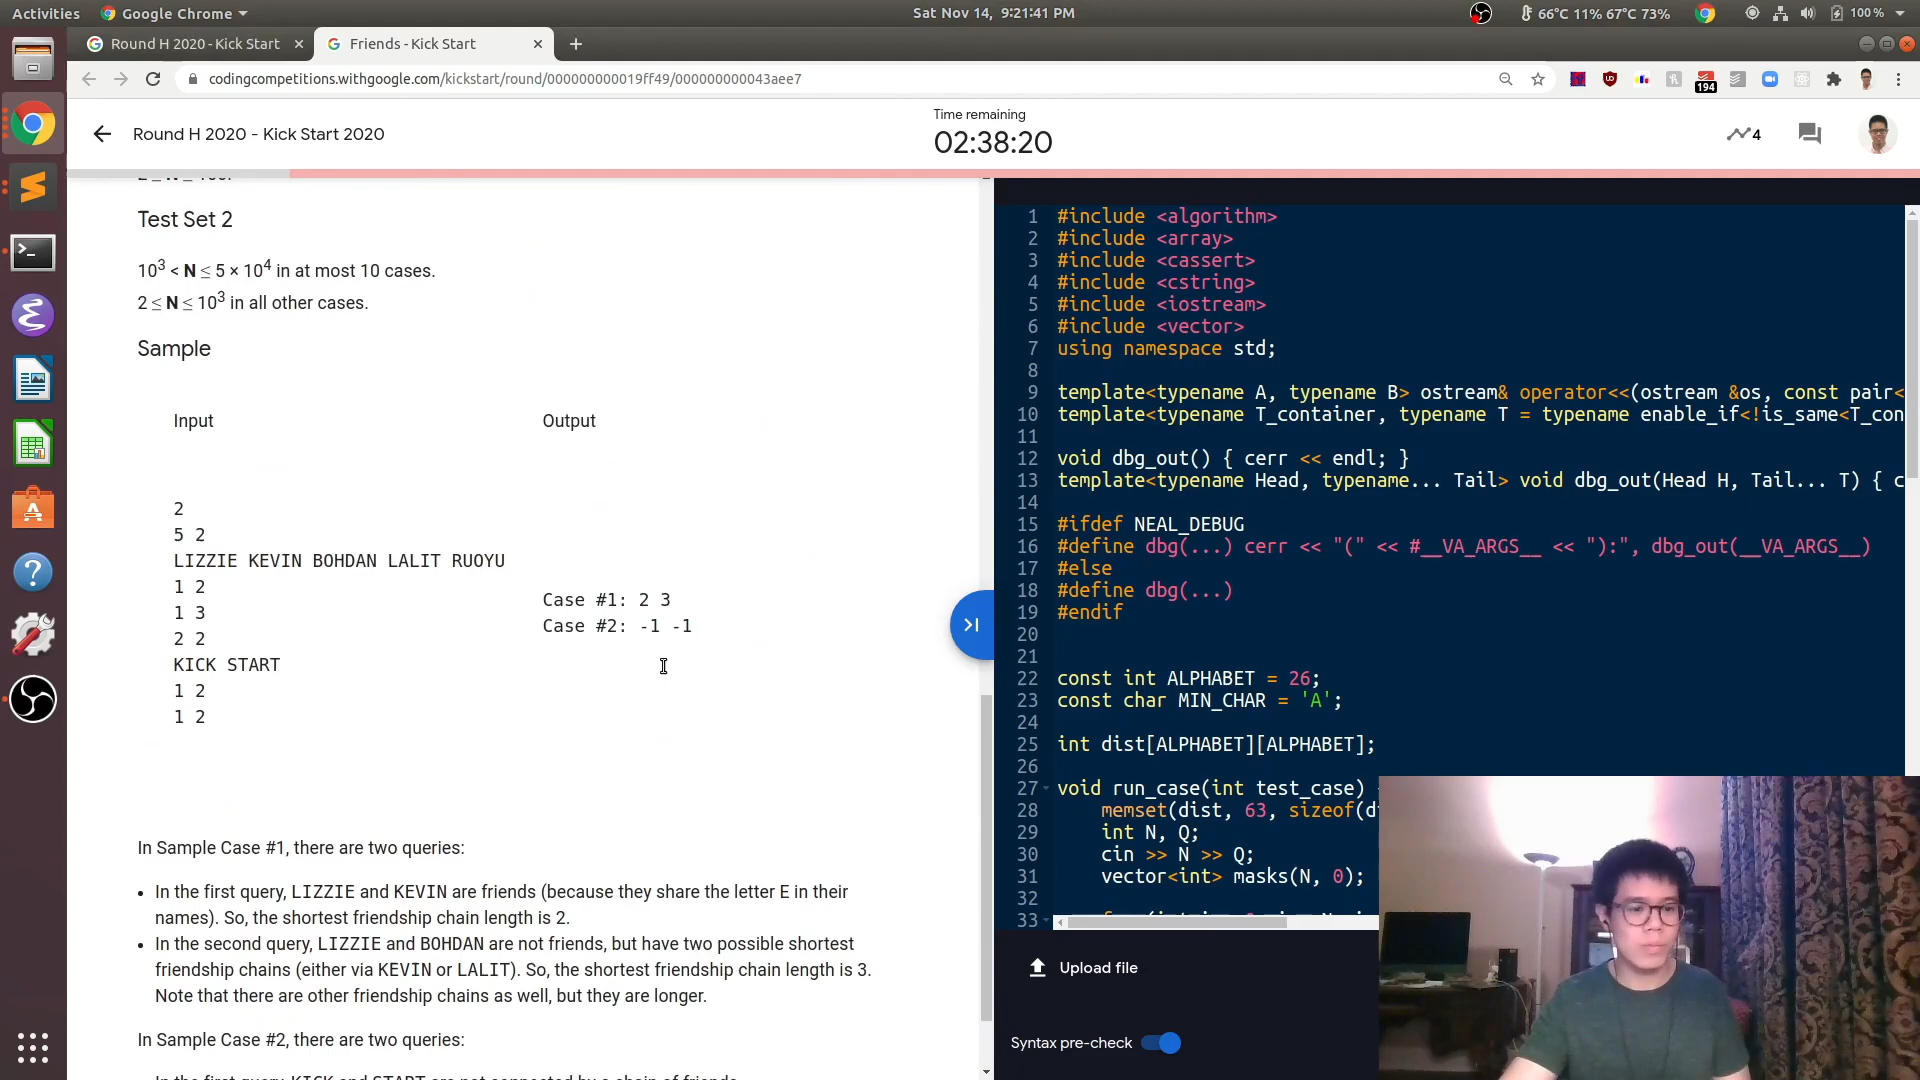 Activities
Google Chrome
Sat Nov 14, 9:21:41 PM
66°C 11% 67°C 73%
100 %
Round H 2020 - Kick Start
Friends - Kick Start
codingcompetitions.withgoogle.com/kickstart/round/000000000019ff49/000000000043aee7
194
Round H 2020 - Kick Start 2020
Time remaining
02:38:20
4
Test Set 2
10³ < N ≤ 5 × 10⁴ in at most 10 cases.
2 ≤ N ≤ 10³ in all other cases.
Sample
Input
Output
2
5 2
LIZZIE KEVIN BOHDAN LALIT RUOYU
1 2
1 3
2 2
KICK START
1 2
1 2
Case #1: 2 3
Case #2: -1 -1
In Sample Case #1, there are two queries:
• In the first query, LIZZIE and KEVIN are friends (because they share the letter E in their
names). So, the shortest friendship chain length is 2.
• In the second query, LIZZIE and BOHDAN are not friends, but have two possible shortest
friendship chains (either via KEVIN or LALIT). So, the shortest friendship chain length is 3.
Note that there are other friendship chains as well, but they are longer.
In Sample Case #2, there are two queries:
1 #include <algorithm>
2 #include <array>
3 #include <cassert>
4 #include <cstring>
5 #include <iostream>
6 #include <vector>
7 using namespace std;
8
9 template<typename A, typename B> ostream& operator<<(ostream &os, const pair<
10 template<typename T_container, typename T = typename enable_if<!is_same<T_con
11
12 void dbg_out() { cerr << endl; }
13 template<typename Head, typename... Tail> void dbg_out(Head H, Tail... T) { c
14
15 #ifdef NEAL_DEBUG
16 #define dbg(...) cerr << "(" << #__VA_ARGS__ << "):", dbg_out(__VA_ARGS__)
17 #else
18 #define dbg(...)
19 #endif
20
21
22 const int ALPHABET = 26;
23 const char MIN_CHAR = 'A';
24
25 int dist[ALPHABET][ALPHABET];
26
27 void run_case(int test_case)
28 memset(dist, 63, sizeof(d
29 int N, Q;
30 cin >> N >> Q;
31 vector<int> masks(N, 0);
32
33
Upload file
Syntax pre-check